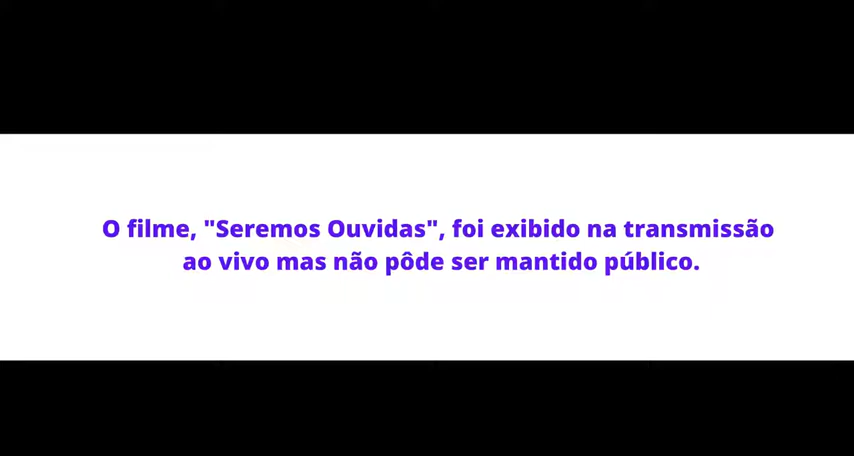 O filme, "Seremos Ouvidas", foi exibido na transmissão
ao vivo mas não pôde ser mantido público.